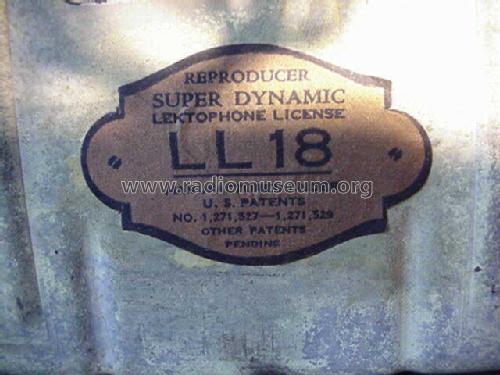 REPRODUCER
SUPER DYNAMIC
LEKTOPHONE LICENSE
LL18
www.radiomuseum.org
U. S. PATENTS
NO. 1,271,527—1,271,529
OTHER PATENTS
PENDING